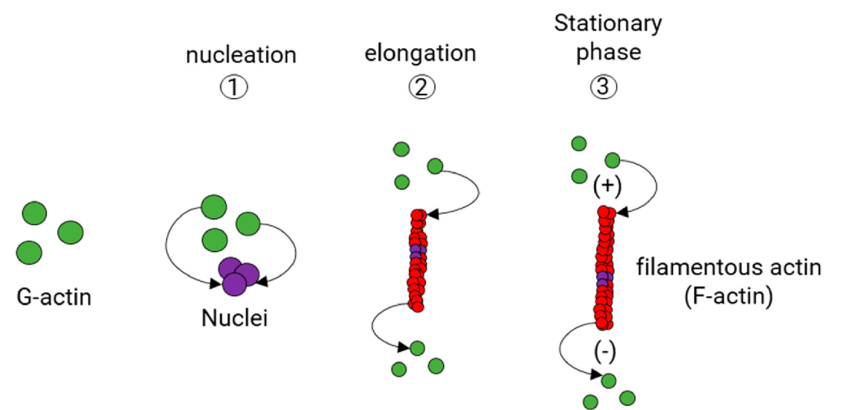 nucleation
①
elongation
②
Stationary
phase
③
G-actin
Nuclei
(+)
(-)
filamentous actin
(F-actin)